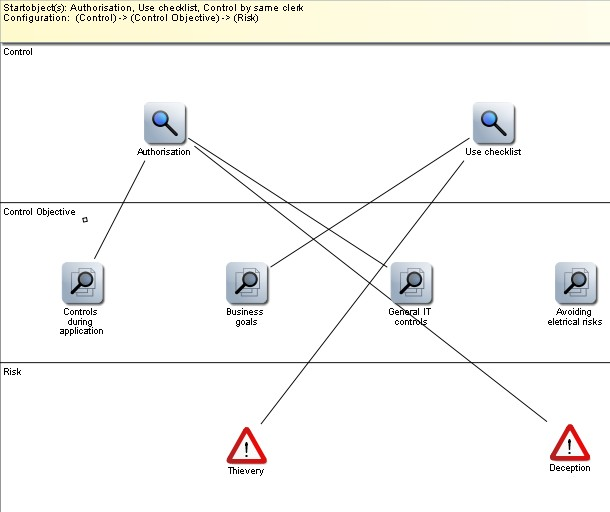 Startobject(s): Authorisation, Use checklist, Control by same clerk
Configuration: (Control) -> (Control Objective) -> (Risk)
Control
Authorisation
Use checklist
Control Objective
Controls
during
application
Business
goals
General IT
controls
Avoiding
eletrical risks
Risk
Thievery
Deception